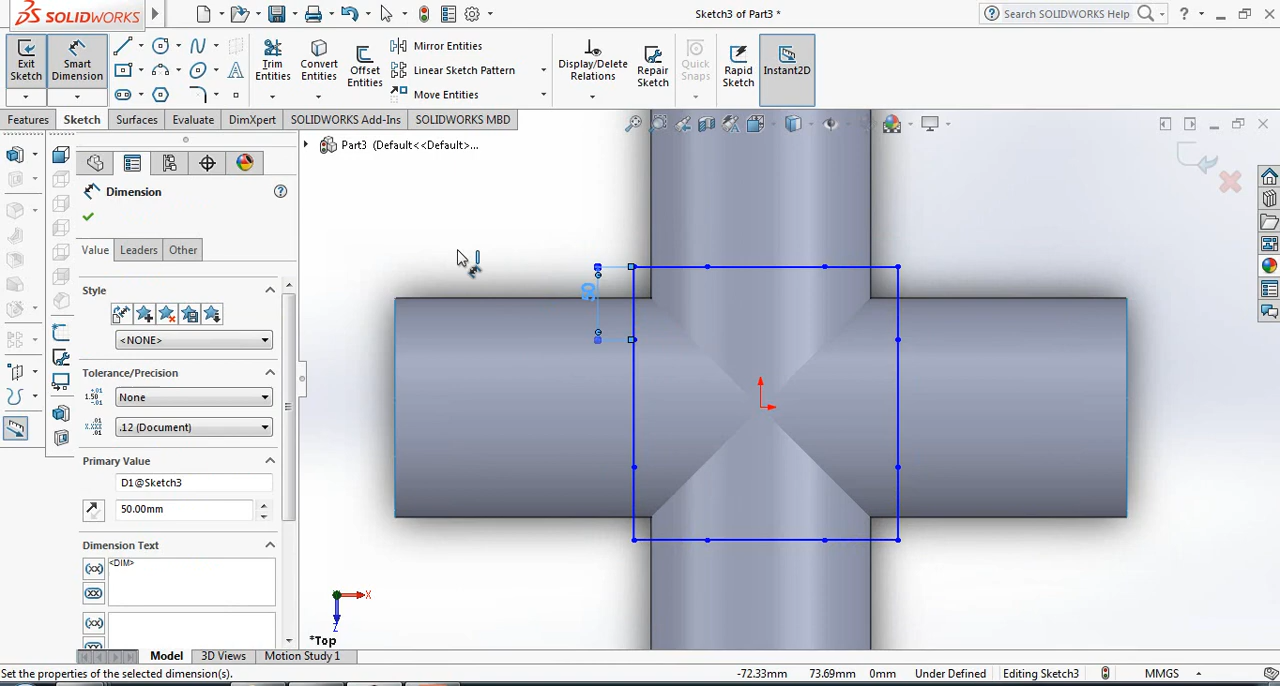 SOLIDWORKS
Sketch3 of Part3 *
Search SOLIDWORKS Help
?
Exit Sketch
Smart Dimension
Trim Entities
Convert Entities
Offset Entities
Mirror Entities
Linear Sketch Pattern
Move Entities
Display/Delete Relations
Repair Sketch
Quick Snaps
Rapid Sketch
Instant2D
Features
Sketch
Surfaces
Evaluate
DimXpert
SOLIDWORKS Add-Ins
SOLIDWORKS MBD
Part3 (Default<<Default>...
Dimension
Value
Leaders
Other
Style
<NONE>
Tolerance/Precision
None
.12 (Document)
Primary Value
D1@Sketch3
50.00mm
Dimension Text
<DIM>
X
Z
*Top
Model
3D Views
Motion Study 1
Set the properties of the selected dimension(s).
-72.33mm
73.69mm
0mm
Under Defined
Editing Sketch3
MMGS